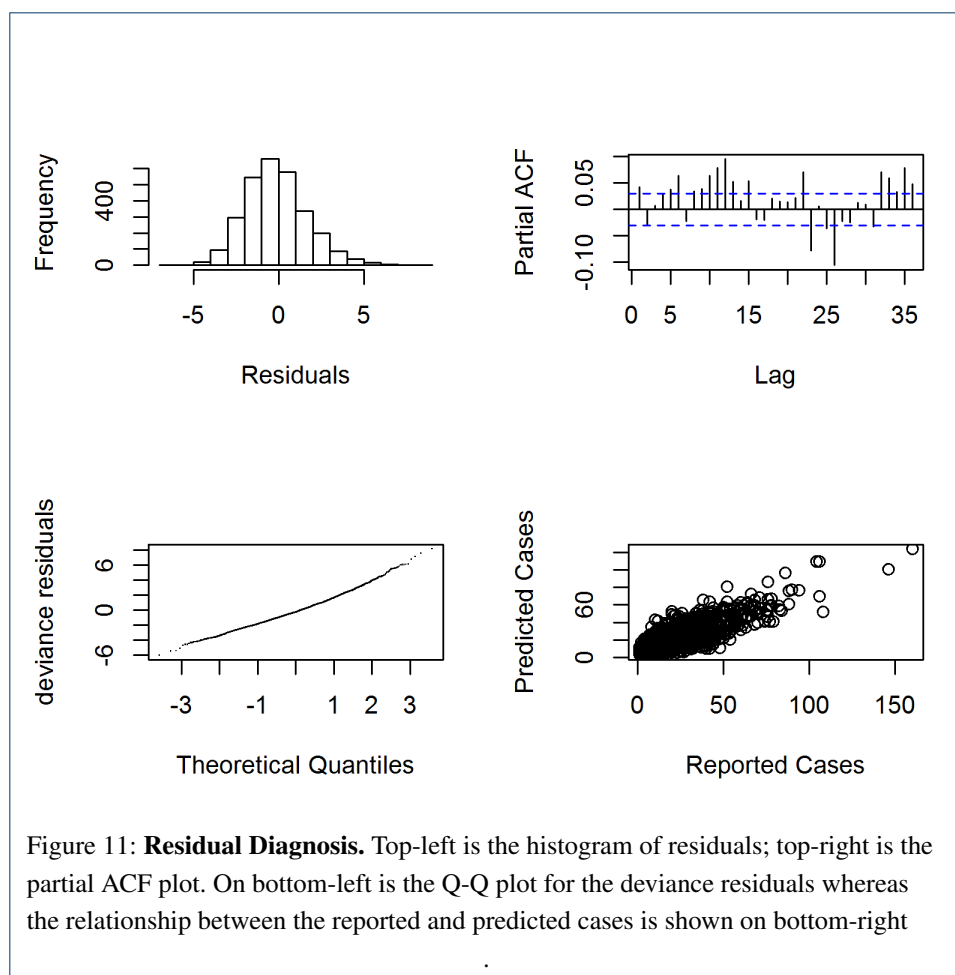 Frequency
400
0
-5 0 5
Residuals
Partial ACF
0.05
-0.10
0 5 15 25 35
Lag
deviance residuals
6
0
-6
-3 -1 1 2 3
Theoretical Quantiles
Predicted Cases
60
0
0 50 100 150
Reported Cases
Figure 11: Residual Diagnosis. Top-left is the histogram of residuals; top-right is the
partial ACF plot. On bottom-left is the Q-Q plot for the deviance residuals whereas
the relationship between the reported and predicted cases is shown on bottom-right
.